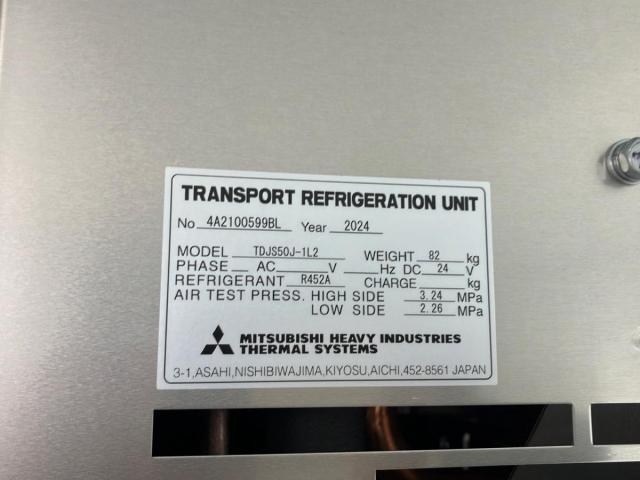 TRANSPORT REFRIGERATION UNIT
No 4A2100599BL Year 2024
MODEL TDJS50J-1L2 WEIGHT 82 kg
PHASE AC V Hz DC 24 V
REFRIGERANT R452A CHARGE kg
AIR TEST PRESS. HIGH SIDE 3.24 MPa
LOW SIDE 2.26 MPa
MITSUBISHI HEAVY INDUSTRIES
THERMAL SYSTEMS
3-1,ASAHI,NISHIBIWAJIMA,KIYOSU,AICHI,452-8561 JAPAN